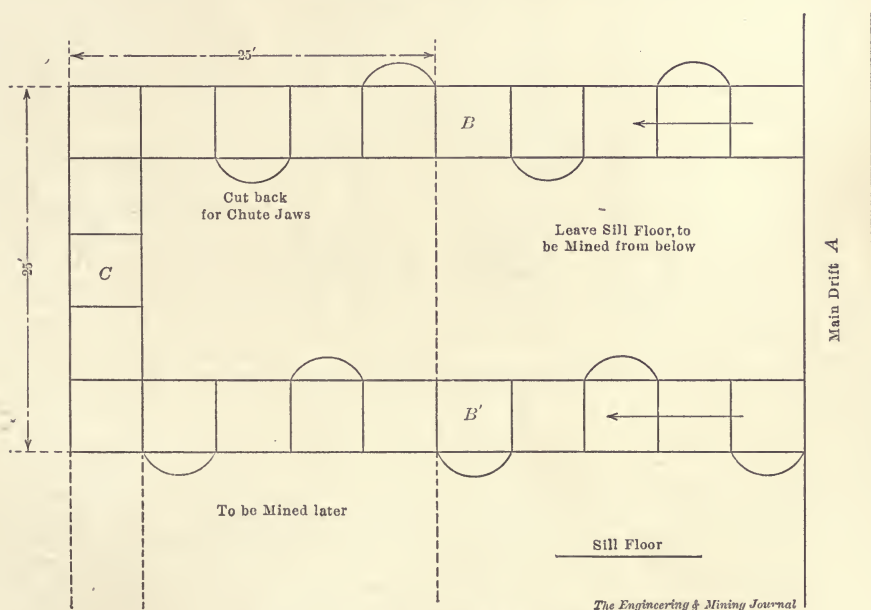 25'
B
Cut back
for Chute Jaws
Leave Sill Floor, to
be Mined from below
25'
C
Main Drift A
B'
To be Mined later
Sill Floor
The Engineering & Mining Journal